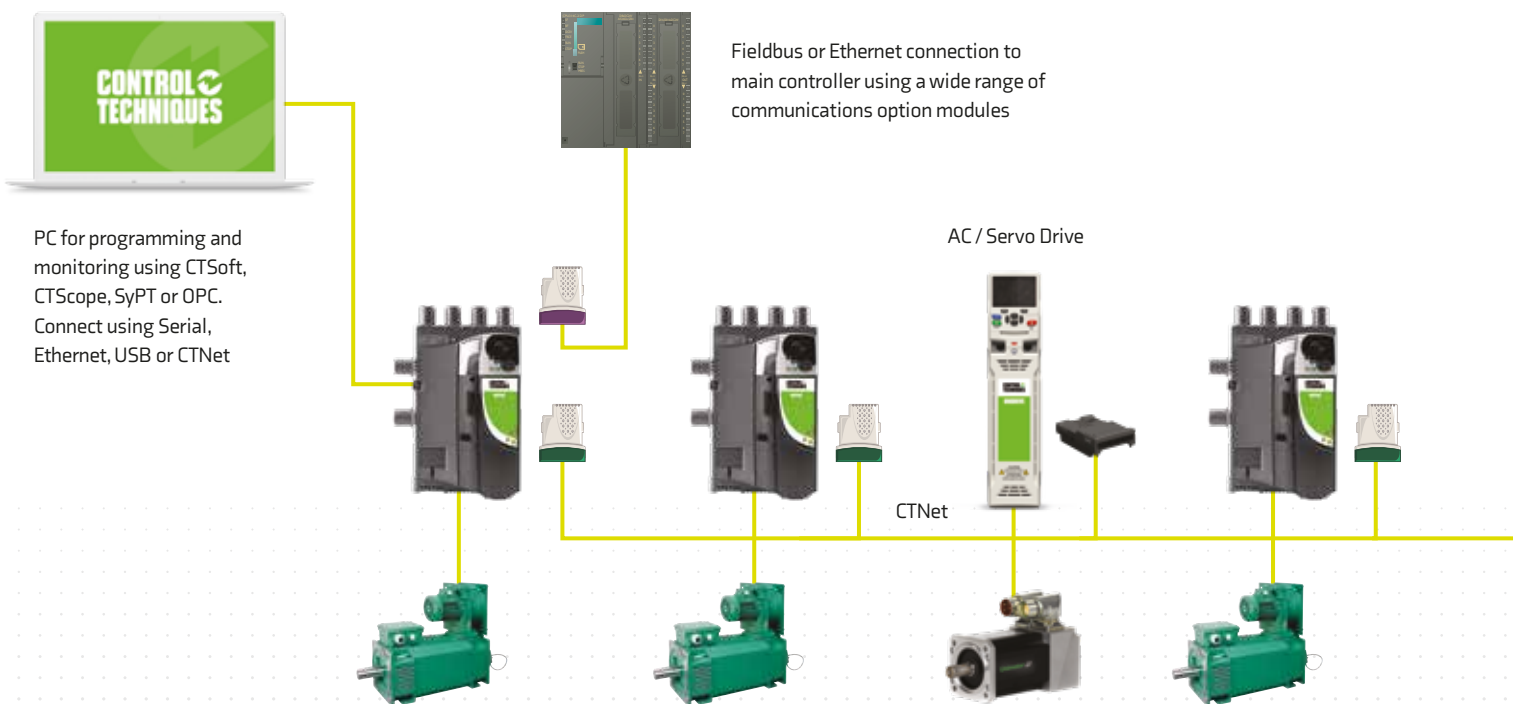 CONTROL
TECHNIQUES
Fieldbus or Ethernet connection to
main controller using a wide range of
communications option modules
PC for programming and
monitoring using CTSoft,
CTScope, SyPT or OPC.
Connect using Serial,
Ethernet, USB or CTNet
AC / Servo Drive
CTNet